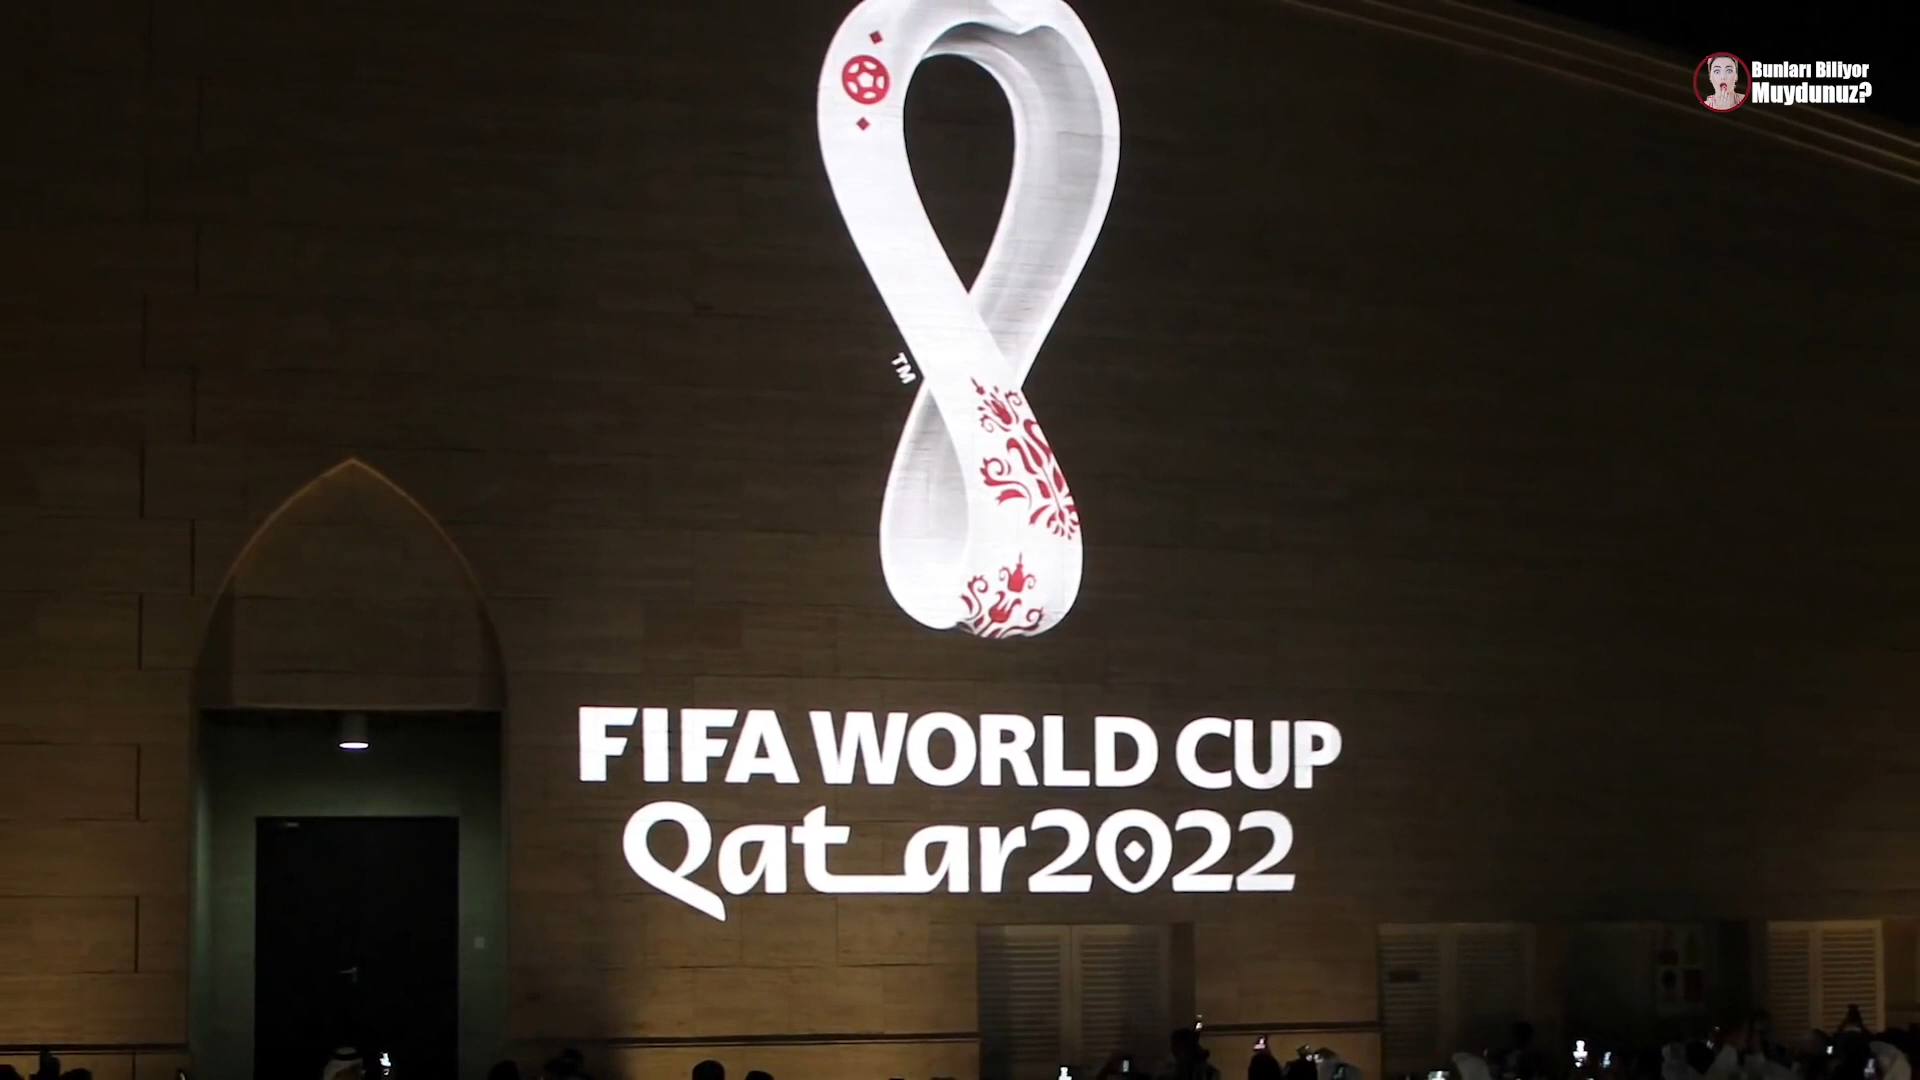 Bunları Biliyor
Muydunuz?
TM
FIFA WORLD CUP
Qatar2022